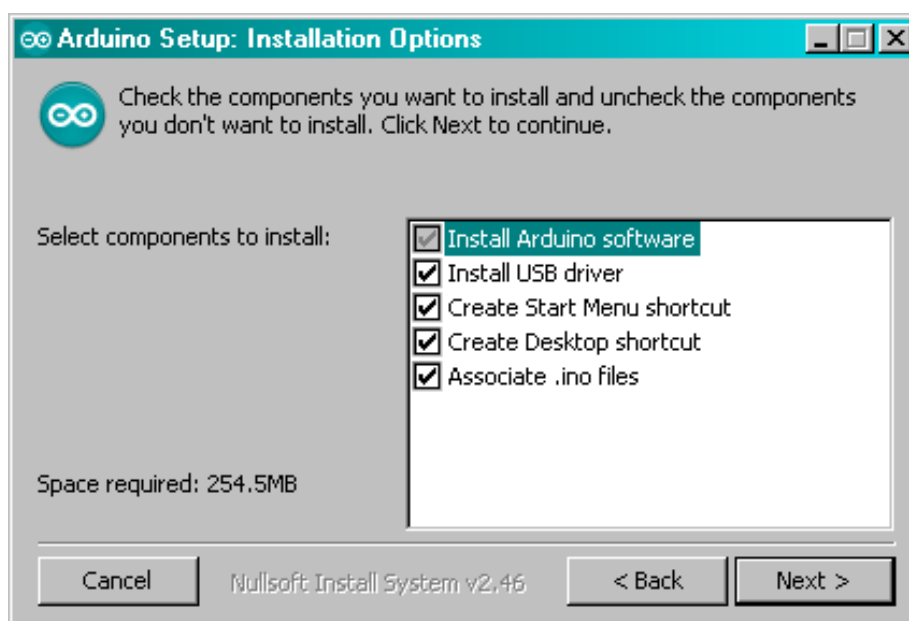 Arduino Setup: Installation Options
Check the components you want to install and uncheck the components
you don't want to install. Click Next to continue.
Select components to install:
Install Arduino software
Install USB driver
Create Start Menu shortcut
Create Desktop shortcut
Associate .ino files
Space required: 254.5MB
Cancel
Nullsoft Install System v2.46
< Back
Next >